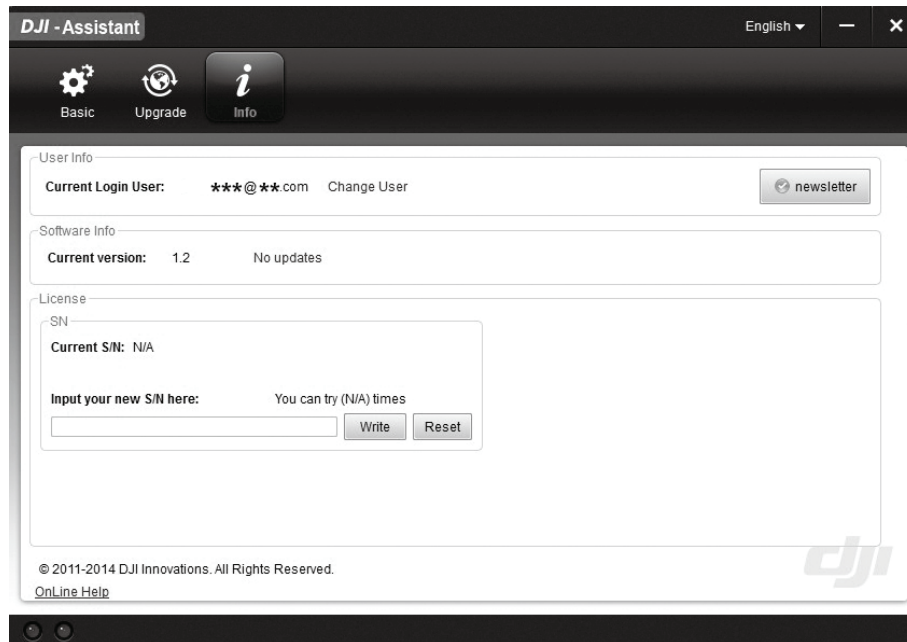 DJI - Assistant
English
Basic
Upgrade
Info
User Info
Current Login User: ***@**.com Change User
newsletter
Software Info
Current version: 1.2 No updates
License
SN
Current S/N: N/A
Input your new S/N here: You can try (N/A) times
Write Reset
© 2011-2014 DJI Innovations. All Rights Reserved.
OnLine Help
dji